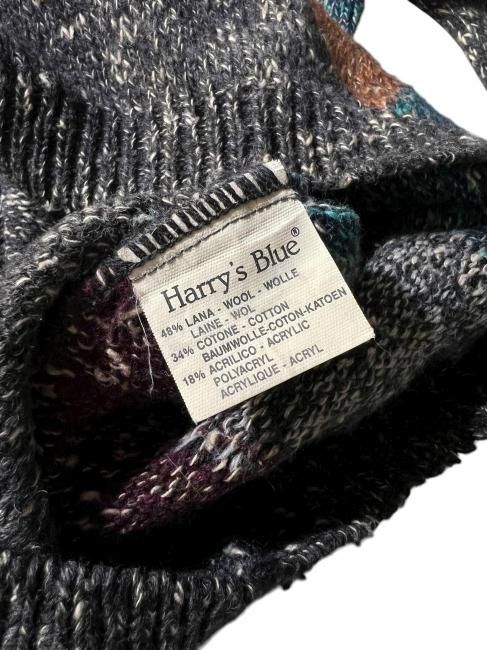 Harry's Blue®
48% LANA - WOOL - WOLLE
LAINE - WOL
34% COTONE - COTTON
BAUMWOLLE-COTON-KATOEN
18% ACRILICO - ACRYLIC
POLYACRYL
ACRYLIQUE - ACRYL